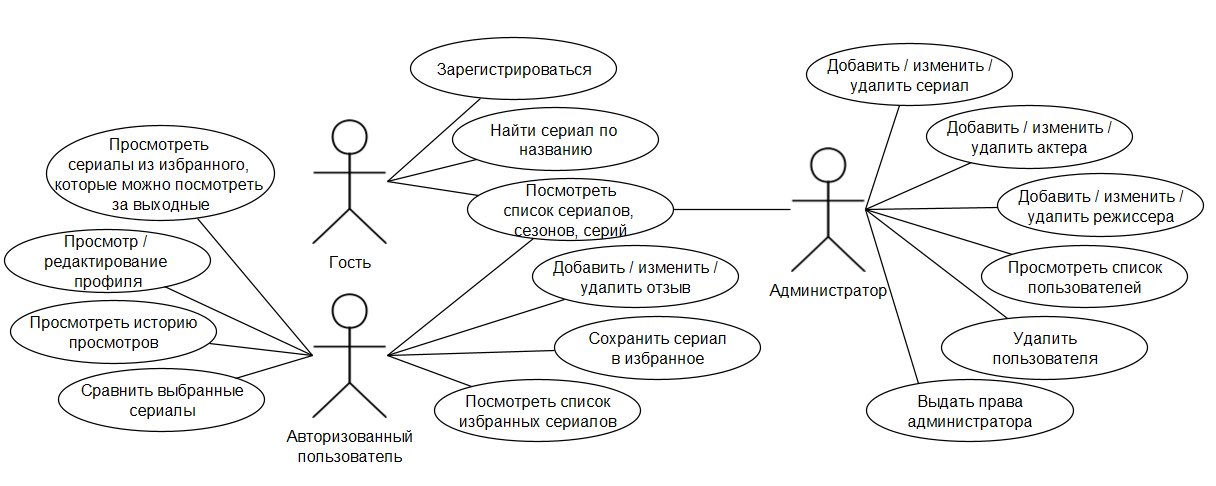 Зарегистрироваться
Найти сериал по
названию
Посмотреть
список сериалов,
сезонов, серий
Гость
Просмотреть
сериалы из избранного,
которые можно посмотреть
за выходные
Просмотр /
редактирование
профиля
Просмотреть историю
просмотров
Сравнить выбранные
сериалы
Авторизованный
пользователь
Добавить / изменить /
удалить отзыв
Сохранить сериал
в избранное
Посмотреть список
избранных сериалов
Администратор
Добавить / изменить /
удалить сериал
Добавить / изменить /
удалить актера
Добавить / изменить /
удалить режиссера
Просмотреть список
пользователей
Удалить
пользователя
Выдать права
администратора